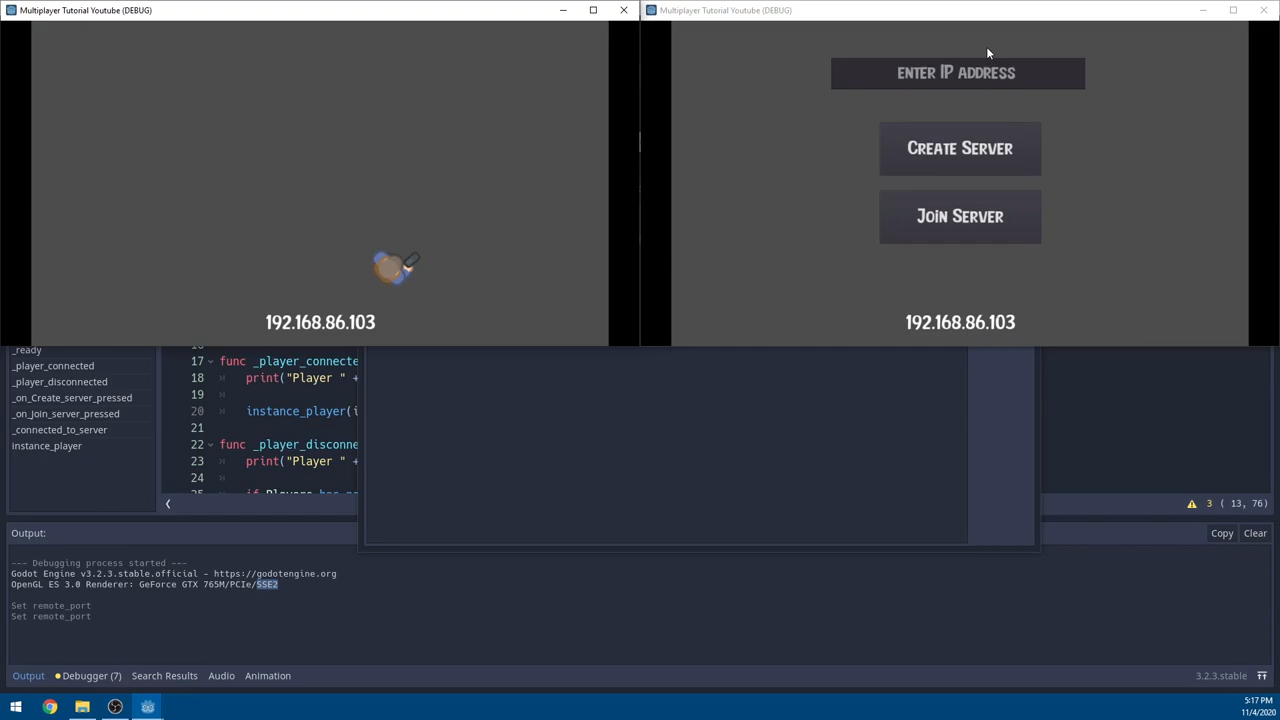 Multiplayer Tutorial Youtube (DEBUG)
192.168.86.103
Multiplayer Tutorial Youtube (DEBUG)
ENTER IP ADDRESS
CREATE SERVER
JOIN SERVER
192.168.86.103
_ready
_player_connected
_player_disconnected
_on_Create_server_pressed
_on_Join_server_pressed
_connected_to_server
instance_player
17 func _player_connecte
18 print("Player " +
19
20 instance_player(i
21
22 func _player_disconne
23 print("Player " +
24
3 ( 13, 76)
Output:
Copy Clear
--- Debugging process started ---
Godot Engine v3.2.3.stable.official - https://godotengine.org
OpenGL ES 3.0 Renderer: GeForce GTX 765M/PCIe/SSE2
Set remote_port
Set remote_port
Output Debugger (7) Search Results Audio Animation 3.2.3.stable
5:17 PM
11/4/2020